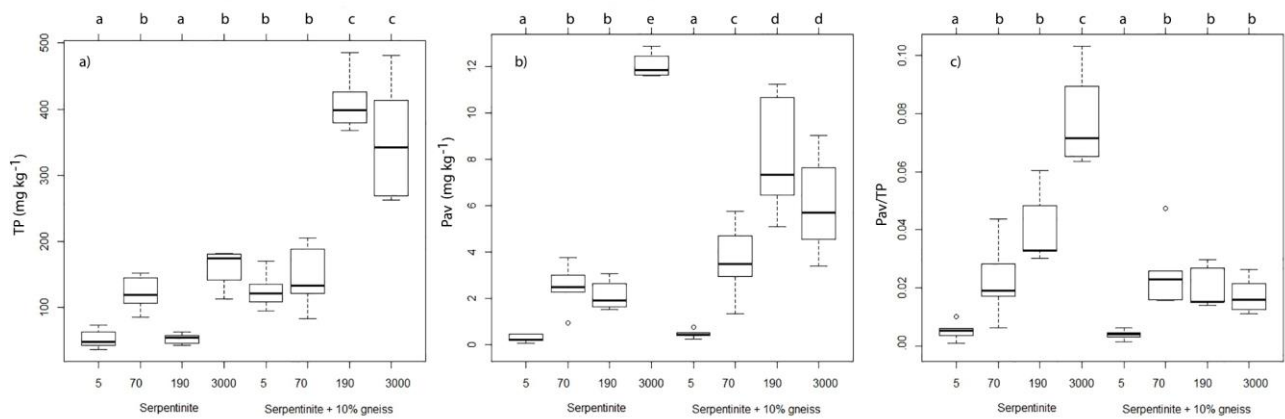 a b a b b b c c
a)
TP (mg kg⁻¹)
500
400
300
200
100
5 70 190 3000 5 70 190 3000
Serpentinite Serpentinite + 10% gneiss
a b b e a c d d
b)
Pav (mg kg⁻¹)
12
10
8
6
4
2
0
5 70 190 3000 5 70 190 3000
Serpentinite Serpentinite + 10% gneiss
a b b c a b b b
c)
Pav/TP
0.10
0.08
0.06
0.04
0.02
0.00
5 70 190 3000 5 70 190 3000
Serpentinite Serpentinite + 10% gneiss